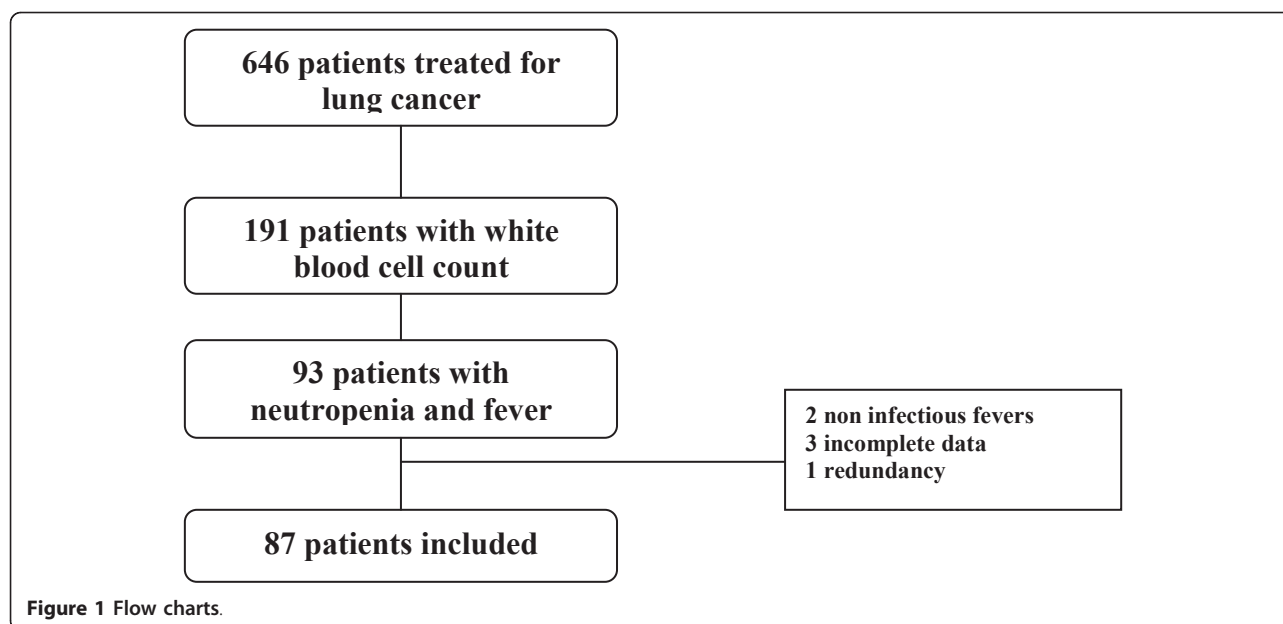 646 patients treated for
lung cancer
191 patients with white
blood cell count
93 patients with
neutropenia and fever
2 non infectious fevers
3 incomplete data
1 redundancy
87 patients included
Figure 1 Flow charts.